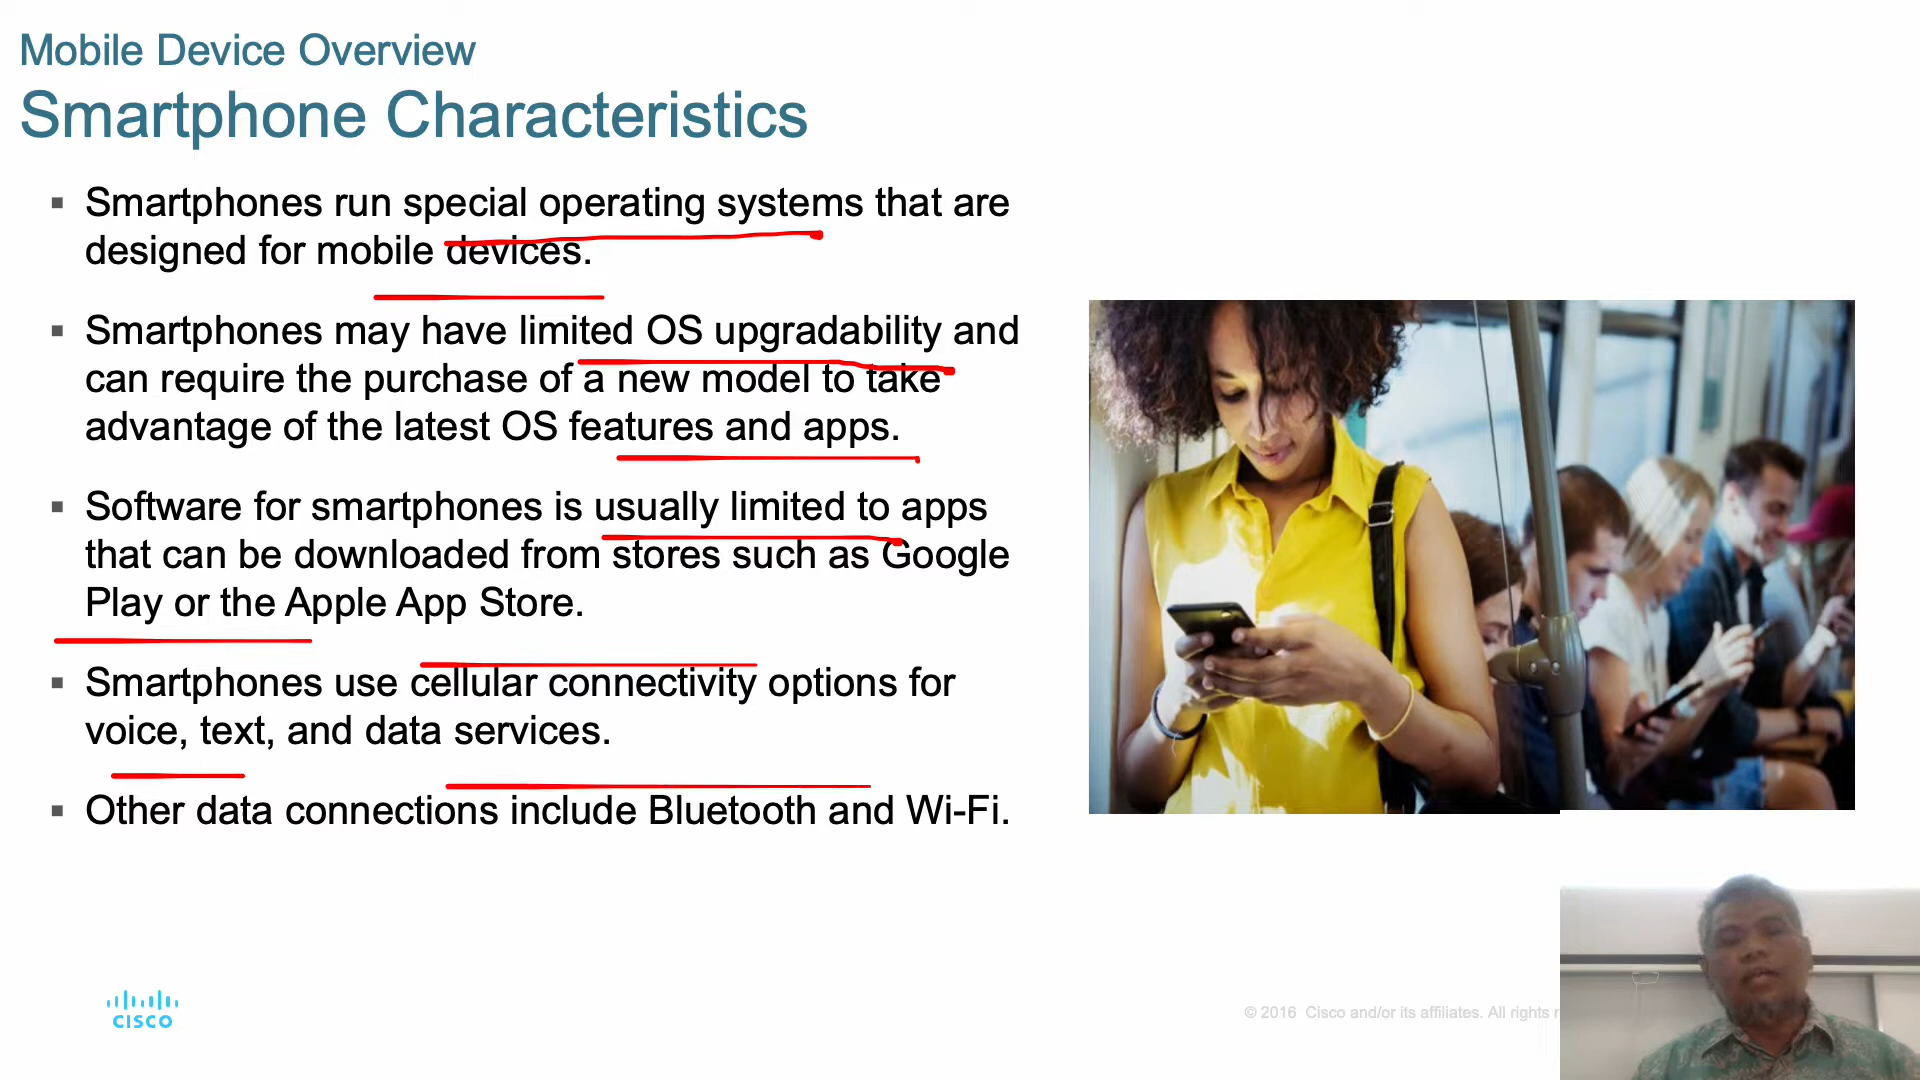 Mobile Device Overview
Smartphone Characteristics
▪ Smartphones run special operating systems that are
designed for mobile devices.
▪ Smartphones may have limited OS upgradability and
can require the purchase of a new model to take
advantage of the latest OS features and apps.
▪ Software for smartphones is usually limited to apps
that can be downloaded from stores such as Google
Play or the Apple App Store.
▪ Smartphones use cellular connectivity options for
voice, text, and data services.
▪ Other data connections include Bluetooth and Wi-Fi.
CISCO
© 2016 Cisco and/or its affiliates. All rights